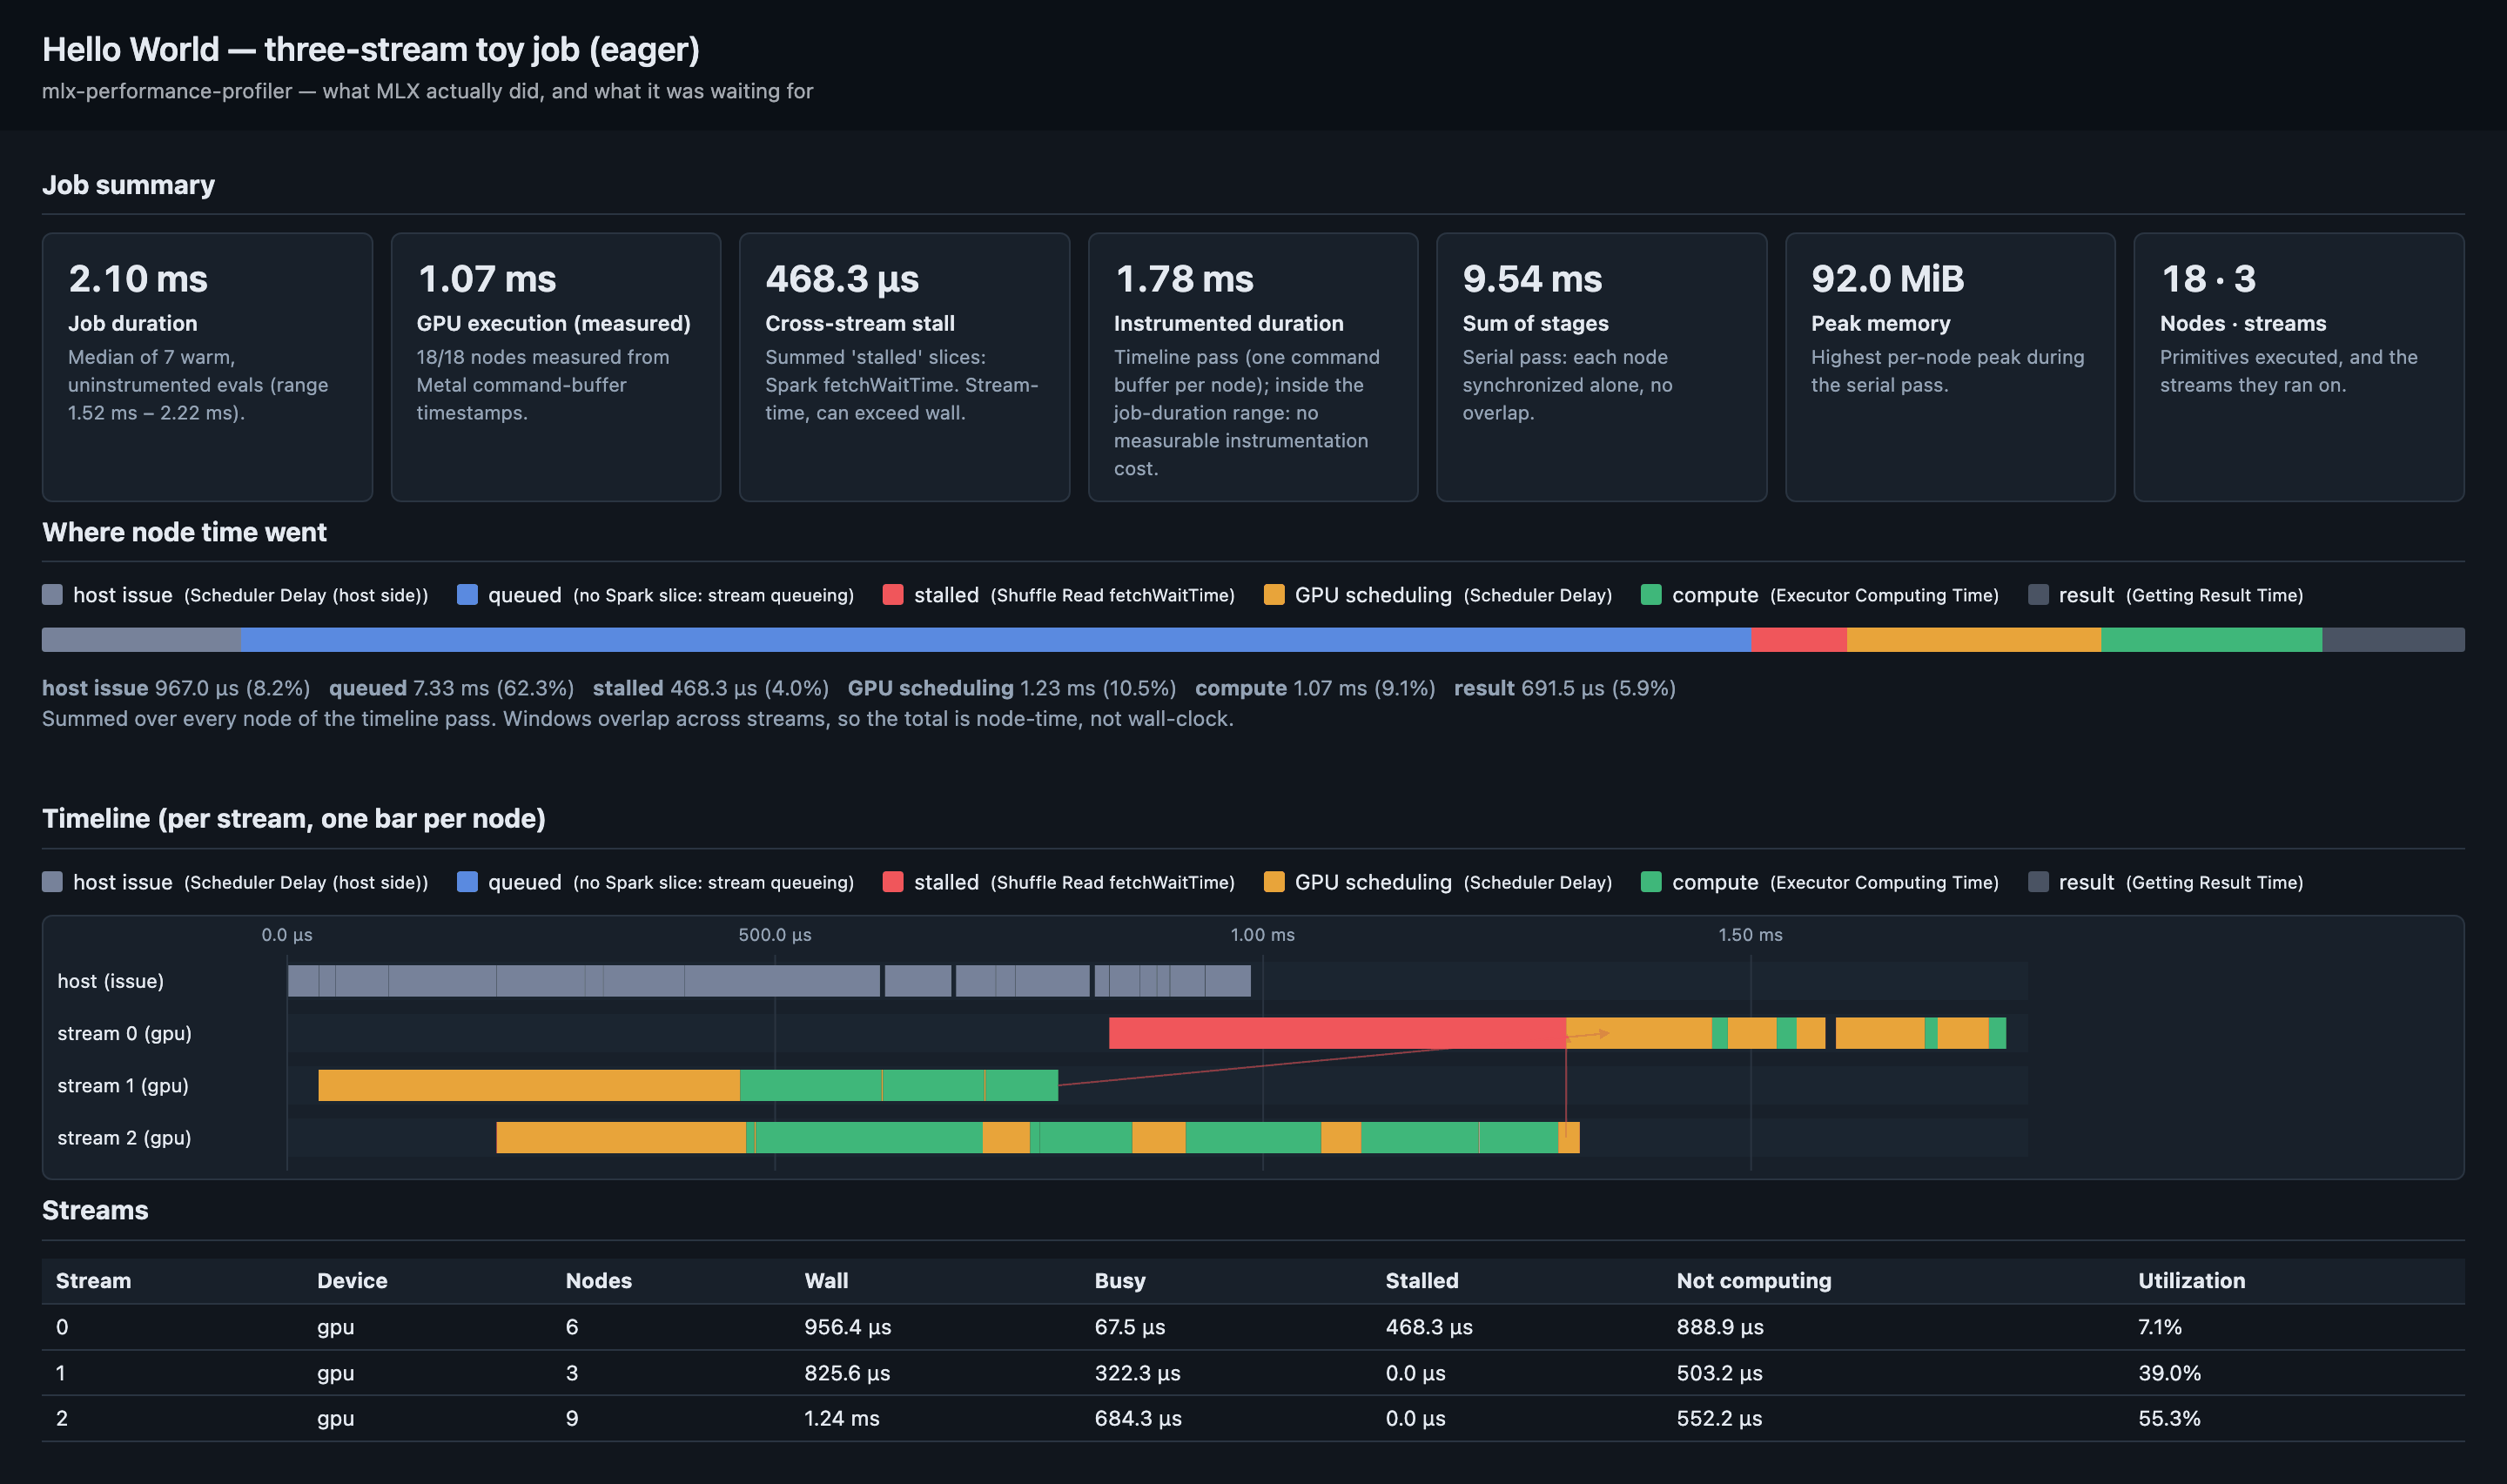 Hello World — three-stream toy job (eager)
mlx-performance-profiler — what MLX actually did, and what it was waiting for
Job summary
2.10 ms
Job duration
Median of 7 warm,
uninstrumented evals (range
1.52 ms – 2.22 ms).
1.07 ms
GPU execution (measured)
18/18 nodes measured from
Metal command-buffer
timestamps.
468.3 µs
Cross-stream stall
Summed 'stalled' slices:
Spark fetchWaitTime. Stream-
time, can exceed wall.
1.78 ms
Instrumented duration
Timeline pass (one command
buffer per node); inside the
job-duration range: no
measurable instrumentation
cost.
9.54 ms
Sum of stages
Serial pass: each node
synchronized alone, no
overlap.
92.0 MiB
Peak memory
Highest per-node peak during
the serial pass.
18 · 3
Nodes · streams
Primitives executed, and the
streams they ran on.
Where node time went
host issue (Scheduler Delay (host side)) queued (no Spark slice: stream queueing) stalled (Shuffle Read fetchWaitTime) GPU scheduling (Scheduler Delay) compute (Executor Computing Time) result (Getting Result Time)
host issue 967.0 µs (8.2%) queued 7.33 ms (62.3%) stalled 468.3 µs (4.0%) GPU scheduling 1.23 ms (10.5%) compute 1.07 ms (9.1%) result 691.5 µs (5.9%)
Summed over every node of the timeline pass. Windows overlap across streams, so the total is node-time, not wall-clock.
Timeline (per stream, one bar per node)
host issue (Scheduler Delay (host side)) queued (no Spark slice: stream queueing) stalled (Shuffle Read fetchWaitTime) GPU scheduling (Scheduler Delay) compute (Executor Computing Time) result (Getting Result Time)
0.0 µs 500.0 µs 1.00 ms 1.50 ms
host (issue)
stream 0 (gpu)
stream 1 (gpu)
stream 2 (gpu)
Streams
Stream Device Nodes Wall Busy Stalled Not computing Utilization
0 gpu 6 956.4 µs 67.5 µs 468.3 µs 888.9 µs 7.1%
1 gpu 3 825.6 µs 322.3 µs 0.0 µs 503.2 µs 39.0%
2 gpu 9 1.24 ms 684.3 µs 0.0 µs 552.2 µs 55.3%